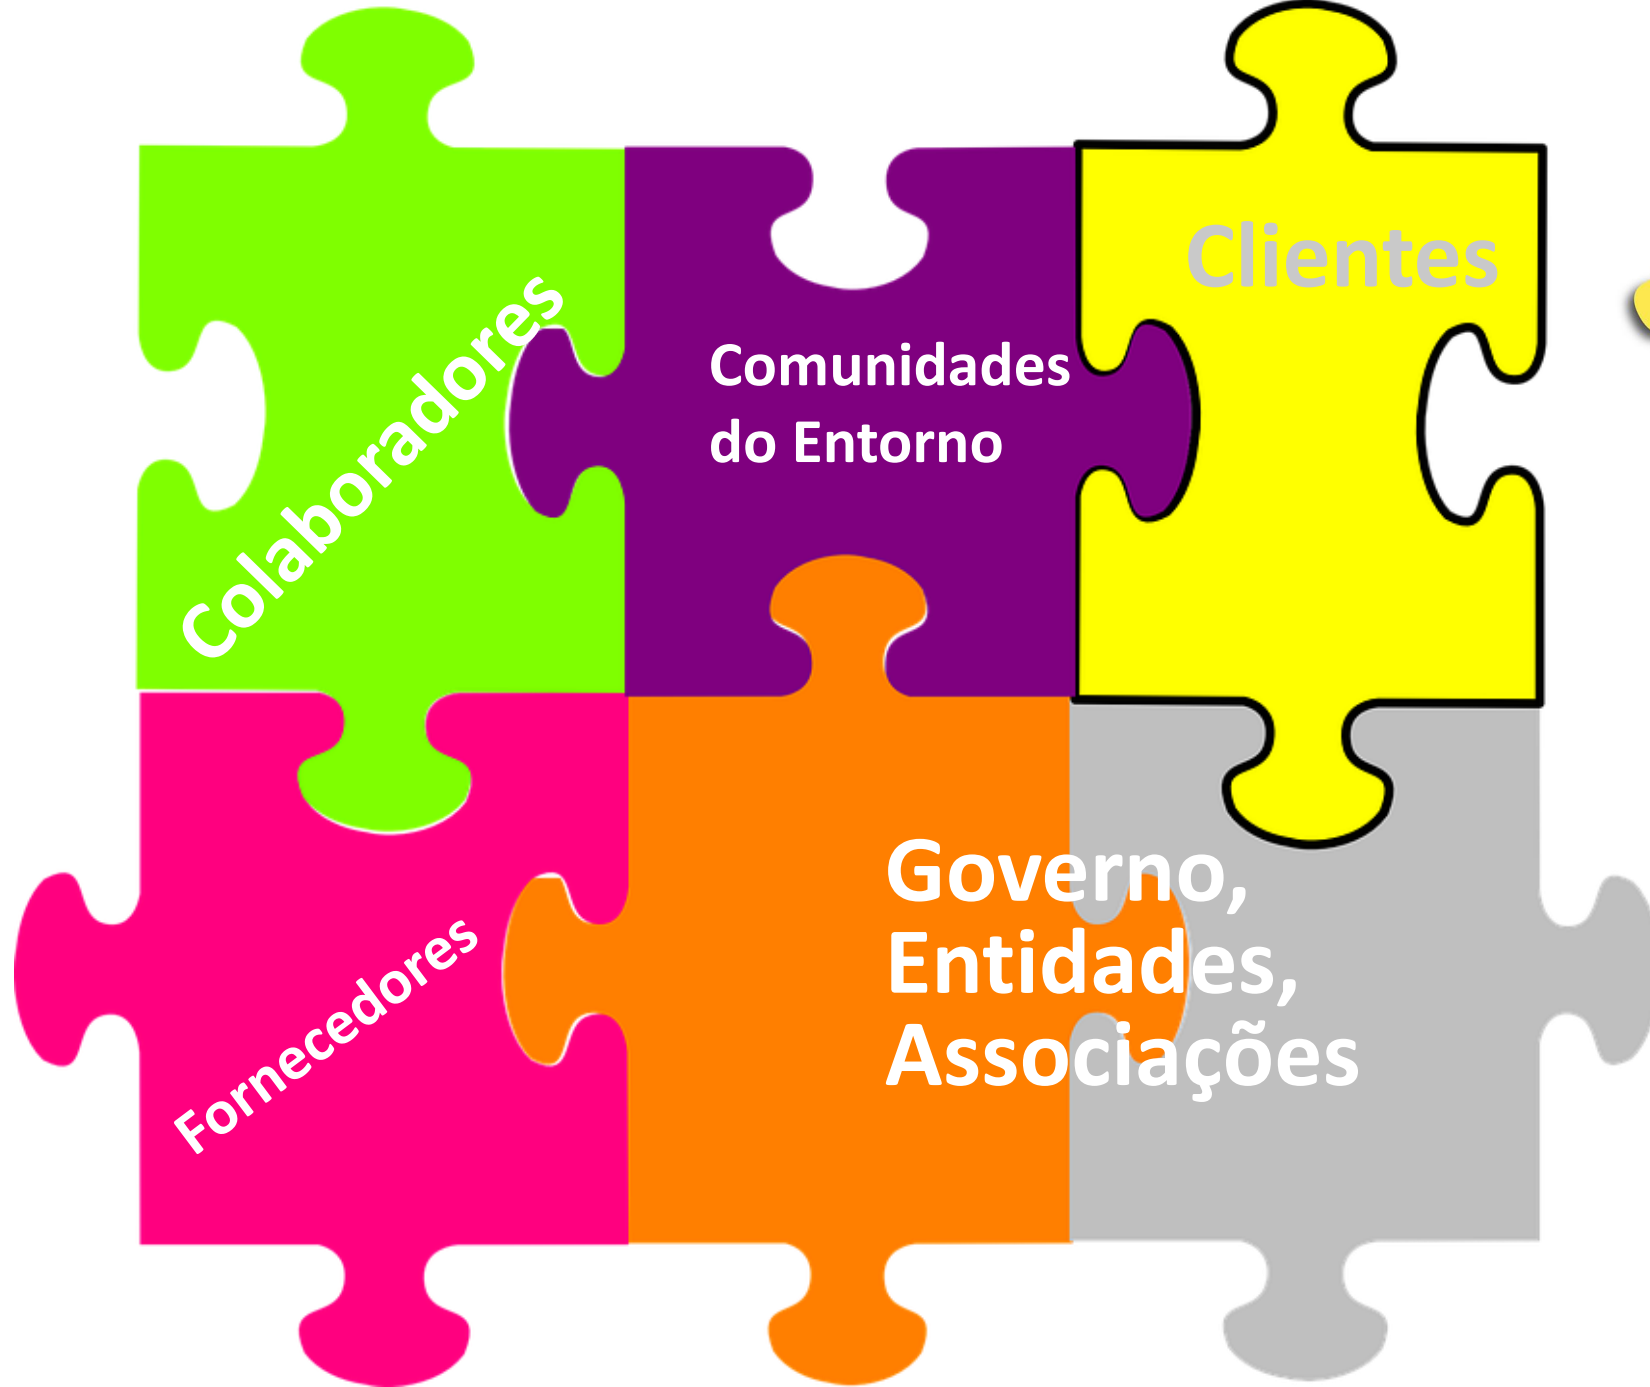 Colaboradores
Comunidades
do Entorno
Clientes
Fornecedores
Governo,
Entidades,
Associações